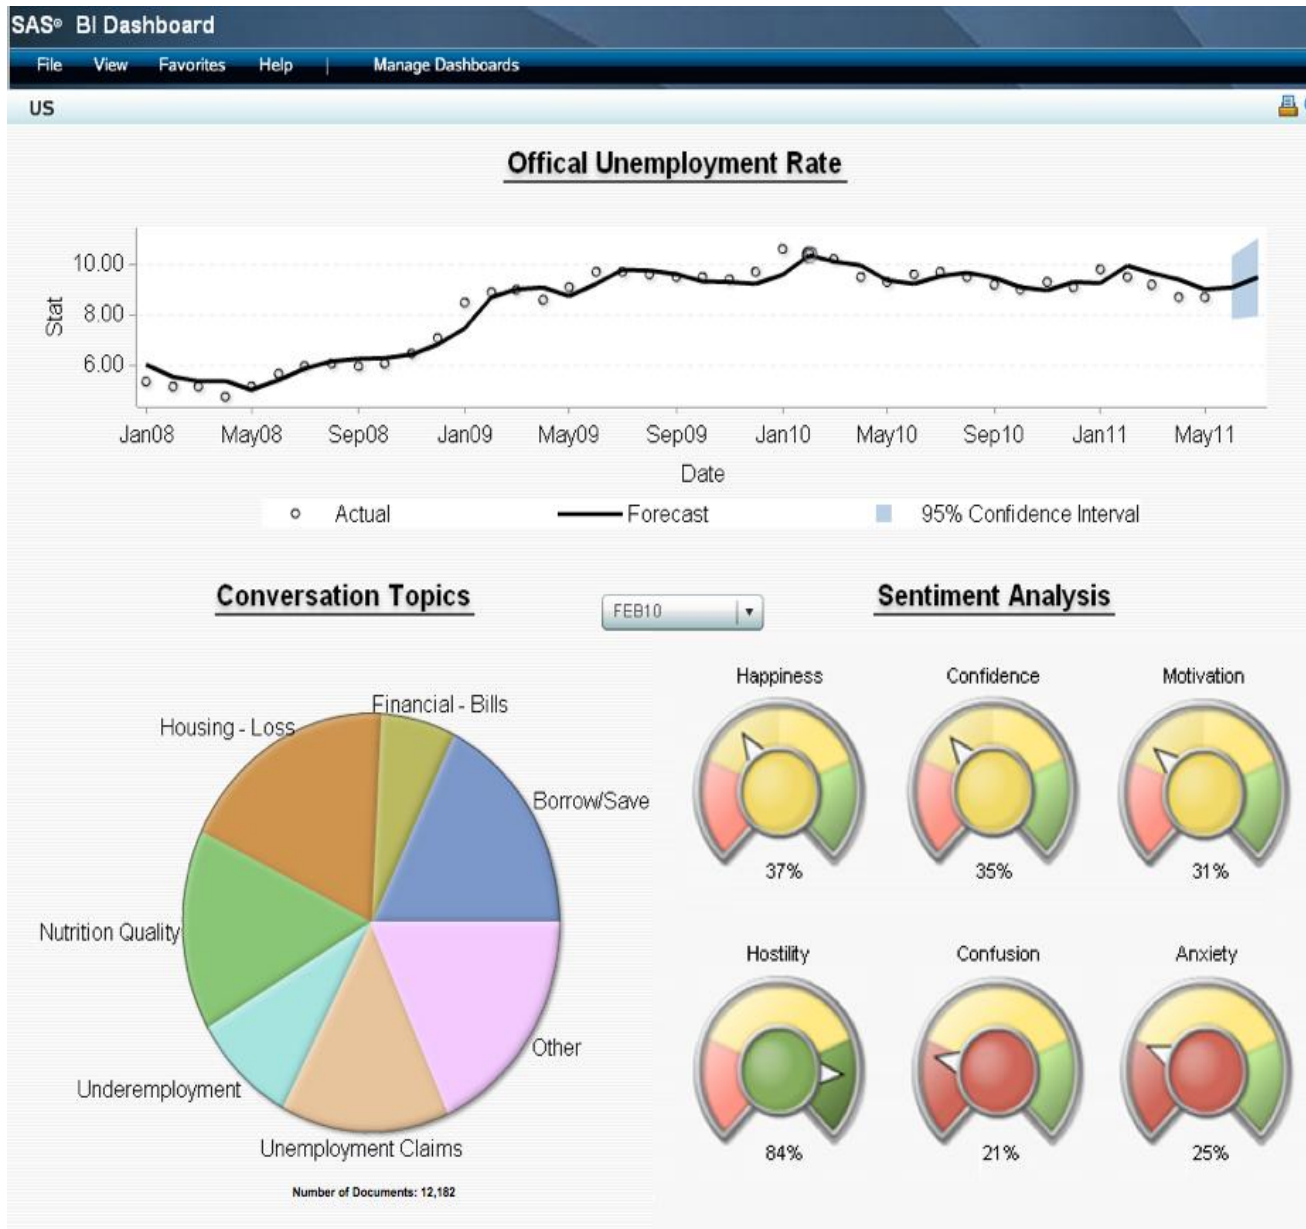 SAS® BI Dashboard
File View Favorites Help | Manage Dashboards
US
Offical Unemployment Rate
10.00
8.00
6.00
Stat
Jan08 May08 Sep08 Jan09 May09 Sep09 Jan10 May10 Sep10 Jan11 May11
Date
Actual Forecast 95% Confidence Interval
Conversation Topics
FEB10
Sentiment Analysis
Financial - Bills
Housing - Loss
Borrow/Save
Nutrition Quality
Other
Underemployment
Unemployment Claims
Number of Documents: 12,182
Happiness Confidence Motivation
37% 35% 31%
Hostility Confusion Anxiety
84% 21% 25%